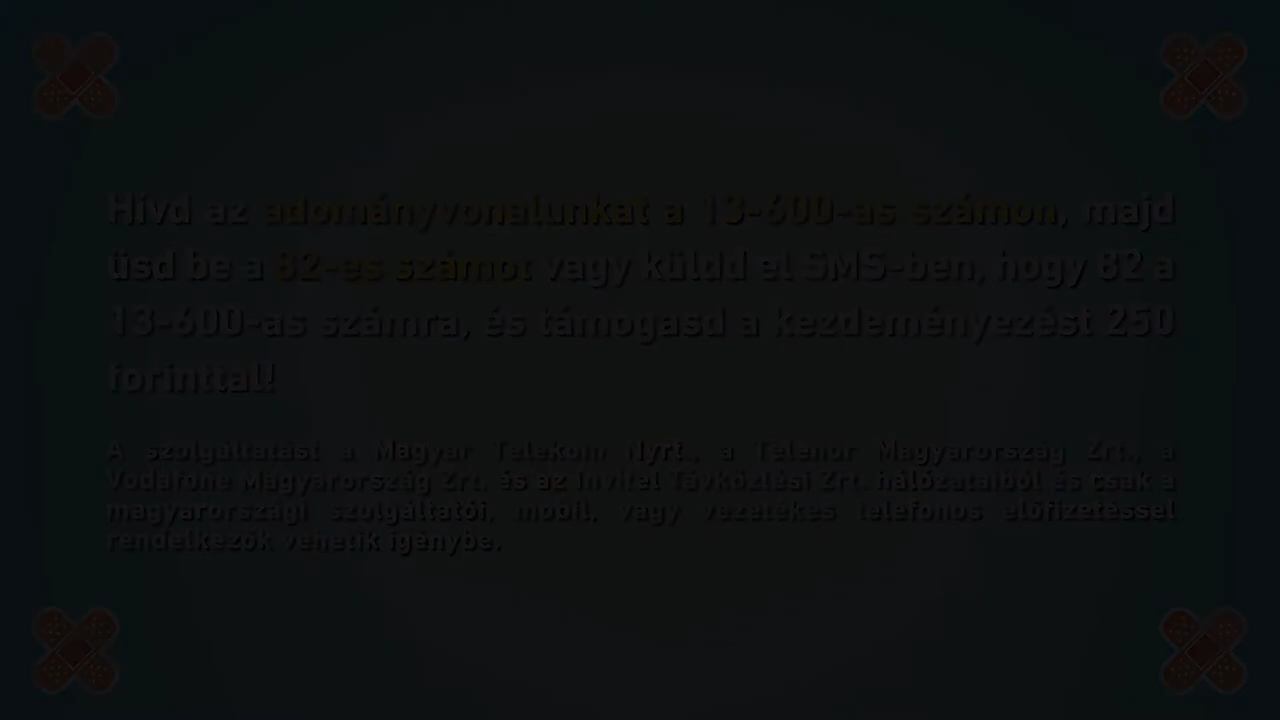 Hívd az adományvonalunkat a 13-600-as számon, majd
üsd be a 82-es számot vagy küldd el SMS-ben, hogy 82 a
13-600-as számra, és támogasd a kezdeményezést 250
forinttal!
A szolgáltatást a Magyar Telekom Nyrt., a Telenor Magyarország Zrt., a
Vodafone Magyarország Zrt. és az Invitel Távközlési Zrt. hálózataiból és csak a
magyarországi szolgáltatói, mobil, vagy vezetékes telefonos előfizetéssel
rendelkezők vehetik igénybe.